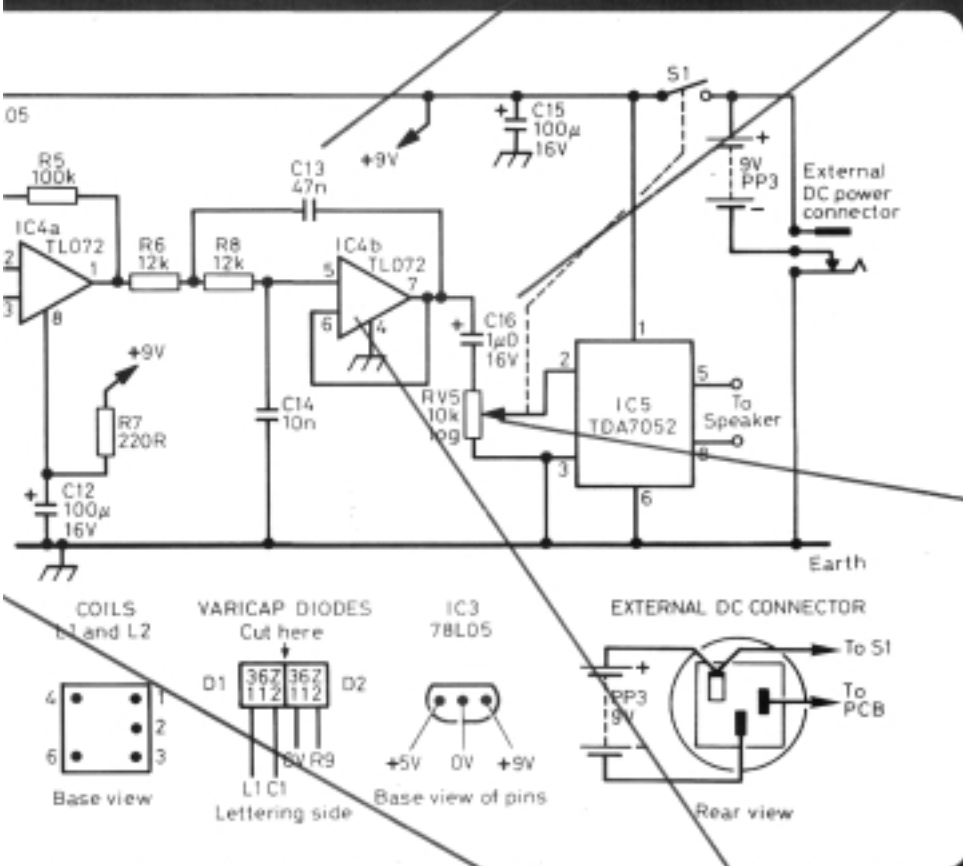 S1
05
C15
100µ
16V
+9V
R5
100k
C13
47n
+
9V
PP3
-
External
DC power
connector
IC4a
TL072
R6
12k
R8
12k
IC4b
TL072
2
3
1
8
5
6
7
4
+
C16
1µ0
16V
1
2
3
5
8
6
RV5
10k
log
IC5
TDA7052
To
Speaker
+9V
R7
220R
C14
10n
+
C12
100µ
16V
Earth
COILS
L1 and L2
4
6
1
2
3
Base view
VARICAP DIODES
Cut here
D1
36Z
112
36Z
112
D2
L1 C1
0V R9
Lettering side
IC3
78L05
+5V 0V +9V
Base view of pins
EXTERNAL DC CONNECTOR
+
PP3
9V
-
To S1
To
PCB
Rear view